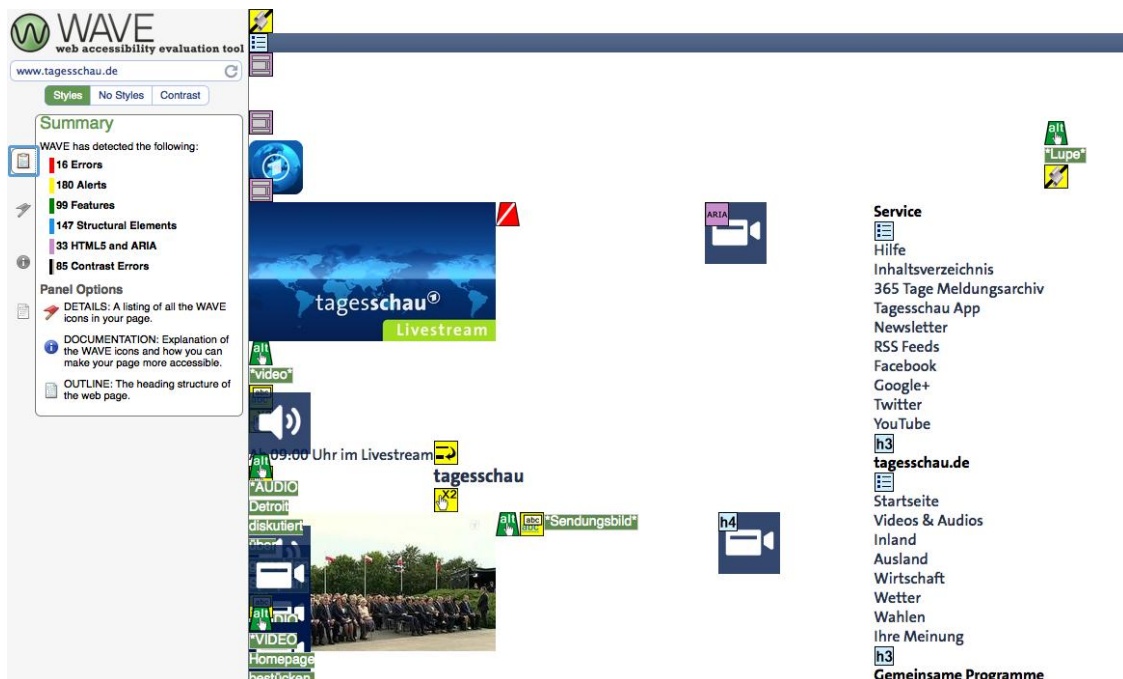 WAVE
web accessibility evaluation tool
www.tagesschau.de
Styles No Styles Contrast
Summary
WAVE has detected the following:
16 Errors
180 Alerts
99 Features
147 Structural Elements
33 HTML5 and ARIA
85 Contrast Errors
Panel Options
DETAILS: A listing of all the WAVE
icons in your page.
DOCUMENTATION: Explanation of
the WAVE icons and how you can
make your page more accessible.
OUTLINE: The heading structure of
the web page.
tagesschau
Livestream
alt
*video*
09:00 Uhr im Livestream
alt
*AUDIO
Detroit
diskutiert
über
tagesschau
X2
alt
abc
*Sendungsbild*
alt
*VIDEO
Homepage
bestücken
ARIA
h4
alt
*Lupe*
Service
Hilfe
Inhaltsverzeichnis
365 Tage Meldungsarchiv
Tagesschau App
Newsletter
RSS Feeds
Facebook
Google+
Twitter
YouTube
h3
tagesschau.de
Startseite
Videos & Audios
Inland
Ausland
Wirtschaft
Wetter
Wahlen
Ihre Meinung
h3
Gemeinsame Programme